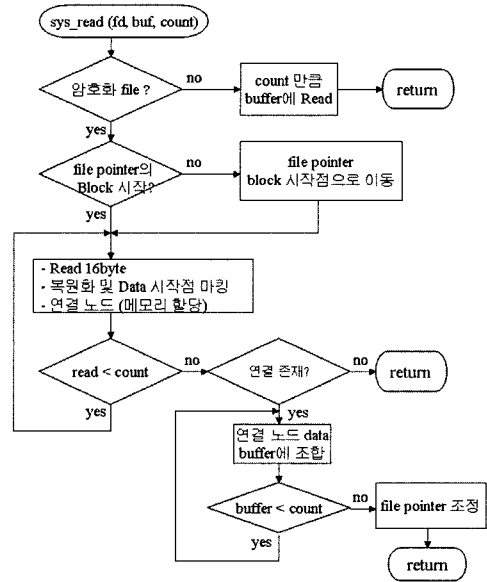 sys_read (fd, buf, count)
암호화 file ?
no
count 만큼
buffer에 Read
return
yes
file pointer의
Block 시작?
no
file pointer
block 시작점으로 이동
yes
- Read 16byte
- 복원화 및 Data 시작점 마킹
- 연결 노드 (메모리 할당)
read < count
no
연결 존재?
no
return
yes
yes
연결 노드 data
buffer에 조합
buffer < count
no
file pointer 조정
yes
return